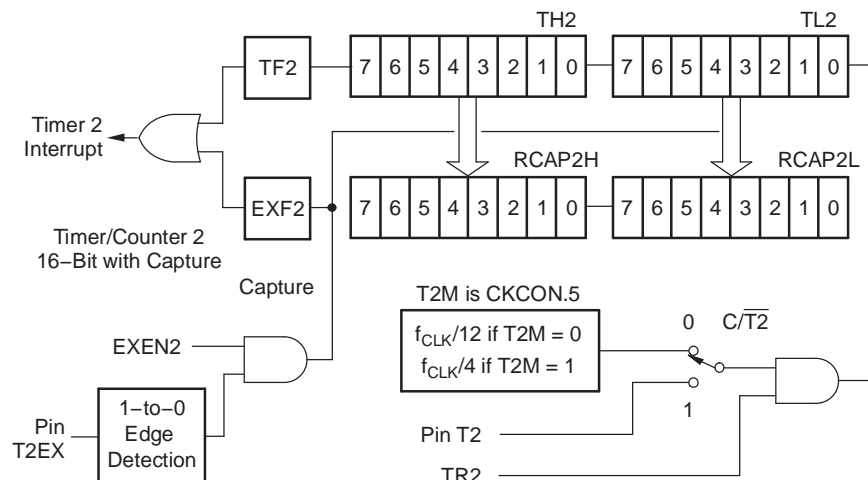 TH2
TL2
TF2
7 6 5 4 3 2 1 0
7 6 5 4 3 2 1 0
Timer 2
Interrupt
RCAP2H
RCAP2L
EXF2
7 6 5 4 3 2 1 0
7 6 5 4 3 2 1 0
Timer/Counter 2
16−Bit with Capture
Capture
T2M is CKCON.5
f_CLK/12 if T2M = 0
f_CLK/4 if T2M = 1
0
C/T̅2̅
1
EXEN2
Pin
T2EX
1−to−0
Edge
Detection
Pin T2
TR2